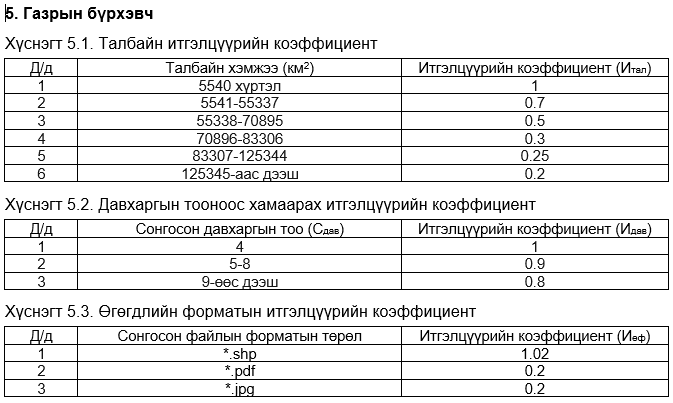 5. Газрын бүрхэвч
Хүснэгт 5.1. Талбайн итгэлцүүрийн коэффициент
Д/д Талбайн хэмжээ (км²) Итгэлцүүрийн коэффициент (Итал)
1 5540 хүртэл 1
2 5541-55337 0.7
3 55338-70895 0.5
4 70896-83306 0.3
5 83307-125344 0.25
6 125345-аас дээш 0.2
Хүснэгт 5.2. Давхаргын тооноос хамаарах итгэлцүүрийн коэффициент
Д/д Сонгосон давхаргын тоо (Сдав) Итгэлцүүрийн коэффициент (Идав)
1 4 1
2 5-8 0.9
3 9-өөс дээш 0.8
Хүснэгт 5.3. Өгөгдлийн форматын итгэлцүүрийн коэффициент
Д/д Сонгосон файлын форматын төрөл Итгэлцүүрийн коэффициент (Иөф)
1 *.shp 1.02
2 *.pdf 0.2
3 *.jpg 0.2